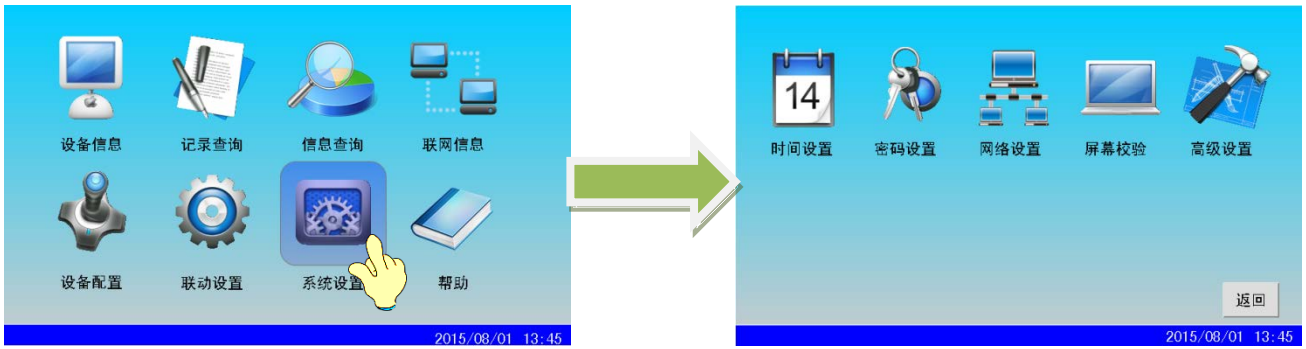 设备信息 记录查询 信息查询 联网信息
设备配置 联动设置 系统设置 帮助
2015/08/01 13:45
14
时间设置 密码设置 网络设置 屏幕校验 高级设置
返回
2015/08/01 13:45